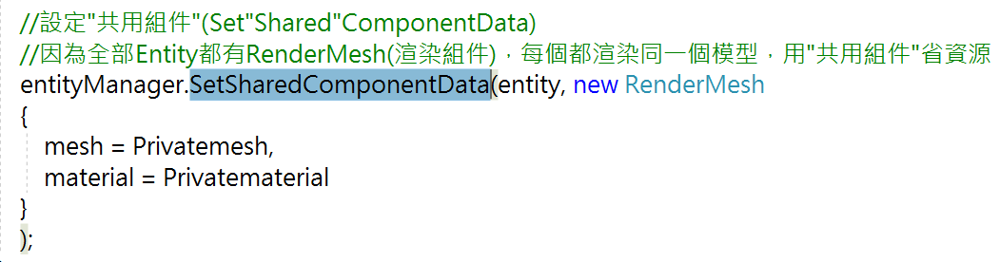 //設定"共用組件"(Set"Shared"ComponentData)
//因為全部Entity都有RenderMesh(渲染組件)，每個都渲染同一個模型，用"共用組件"省資源
entityManager.SetSharedComponentData(entity, new RenderMesh
{
mesh = Privatemesh,
material = Privatematerial
}
);